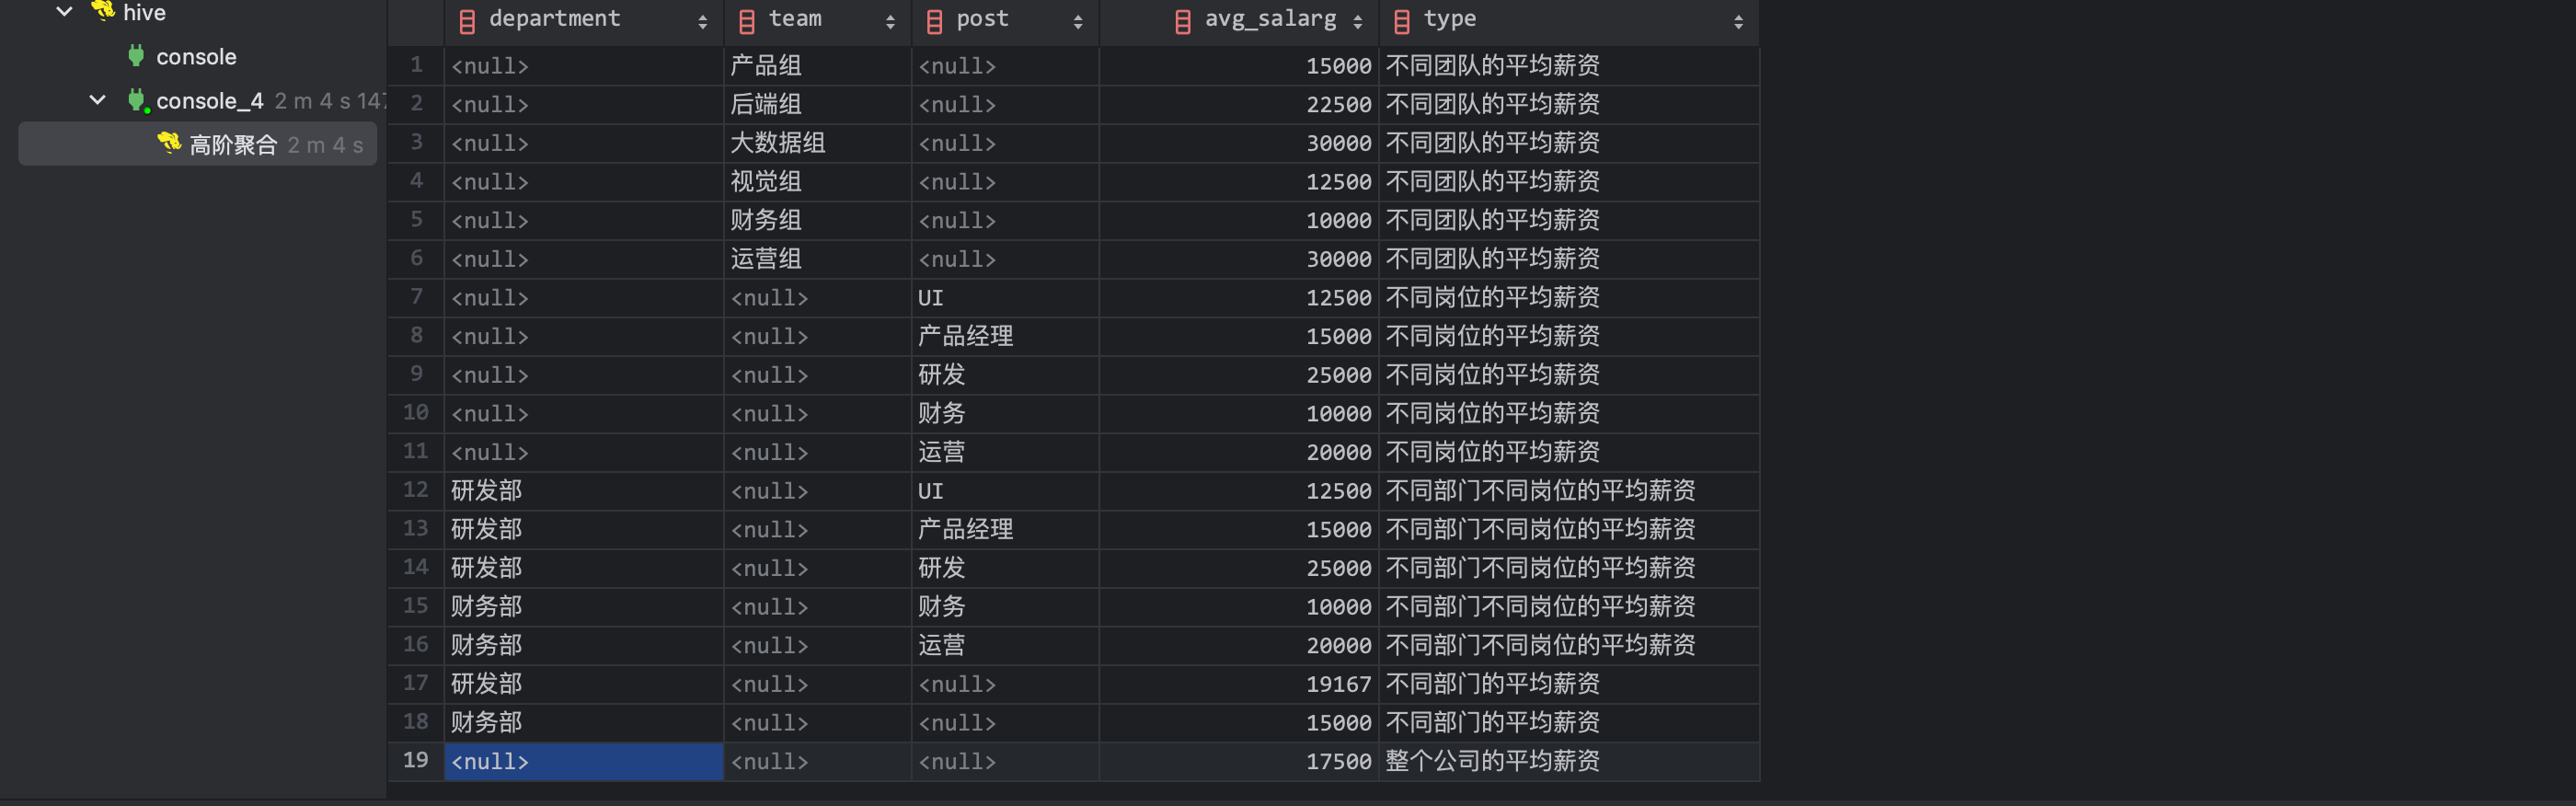 hive
console
console_4 2 m 4 s 147
高阶聚合 2 m 4 s
department team post avg_salarg type
1 <null> 产品组 <null> 15000 不同团队的平均薪资
2 <null> 后端组 <null> 22500 不同团队的平均薪资
3 <null> 大数据组 <null> 30000 不同团队的平均薪资
4 <null> 视觉组 <null> 12500 不同团队的平均薪资
5 <null> 财务组 <null> 10000 不同团队的平均薪资
6 <null> 运营组 <null> 30000 不同团队的平均薪资
7 <null> <null> UI 12500 不同岗位的平均薪资
8 <null> <null> 产品经理 15000 不同岗位的平均薪资
9 <null> <null> 研发 25000 不同岗位的平均薪资
10 <null> <null> 财务 10000 不同岗位的平均薪资
11 <null> <null> 运营 20000 不同岗位的平均薪资
12 研发部 <null> UI 12500 不同部门不同岗位的平均薪资
13 研发部 <null> 产品经理 15000 不同部门不同岗位的平均薪资
14 研发部 <null> 研发 25000 不同部门不同岗位的平均薪资
15 财务部 <null> 财务 10000 不同部门不同岗位的平均薪资
16 财务部 <null> 运营 20000 不同部门不同岗位的平均薪资
17 研发部 <null> <null> 19167 不同部门的平均薪资
18 财务部 <null> <null> 15000 不同部门的平均薪资
19 <null> <null> <null> 17500 整个公司的平均薪资